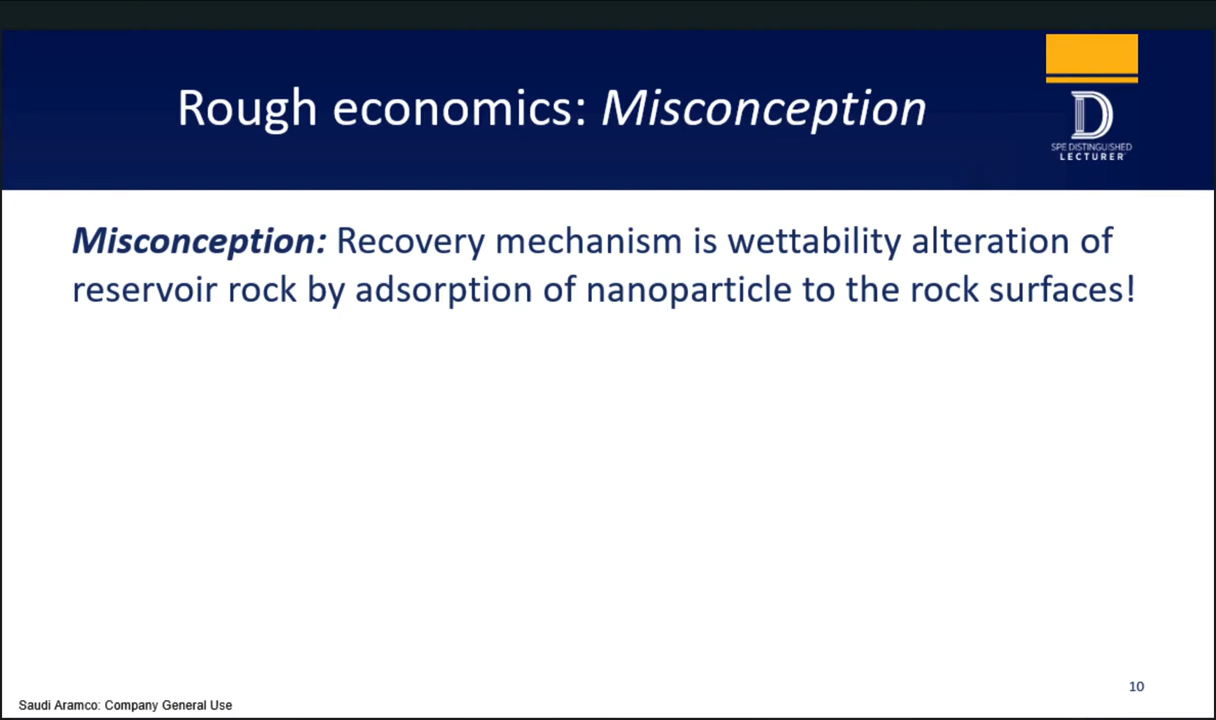 Rough economics: Misconception
SPE DISTINGUISHED
LECTURER
Misconception: Recovery mechanism is wettability alteration of
reservoir rock by adsorption of nanoparticle to the rock surfaces!
10
Saudi Aramco: Company General Use